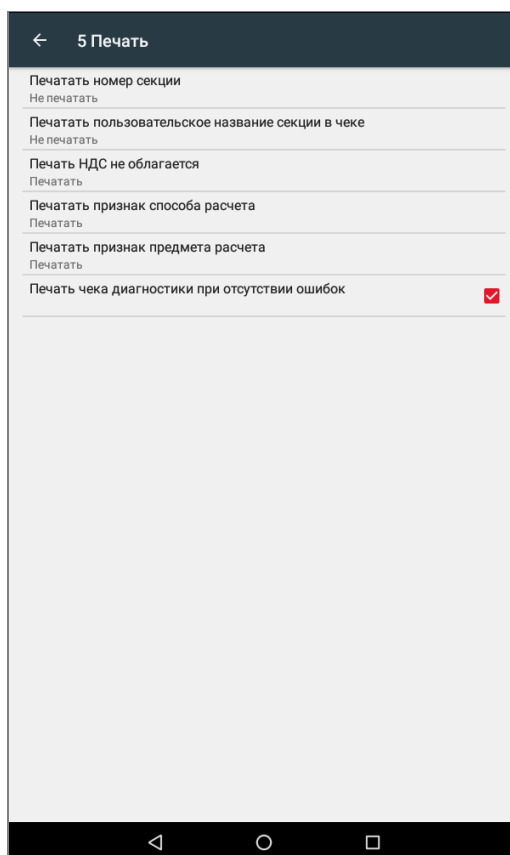 5 Печать
Печатать номер секции
Не печатать
Печатать пользовательское название секции в чеке
Не печатать
Печать НДС не облагается
Печатать
Печатать признак способа расчета
Печатать
Печатать признак предмета расчета
Печатать
Печать чека диагностики при отсутствии ошибок